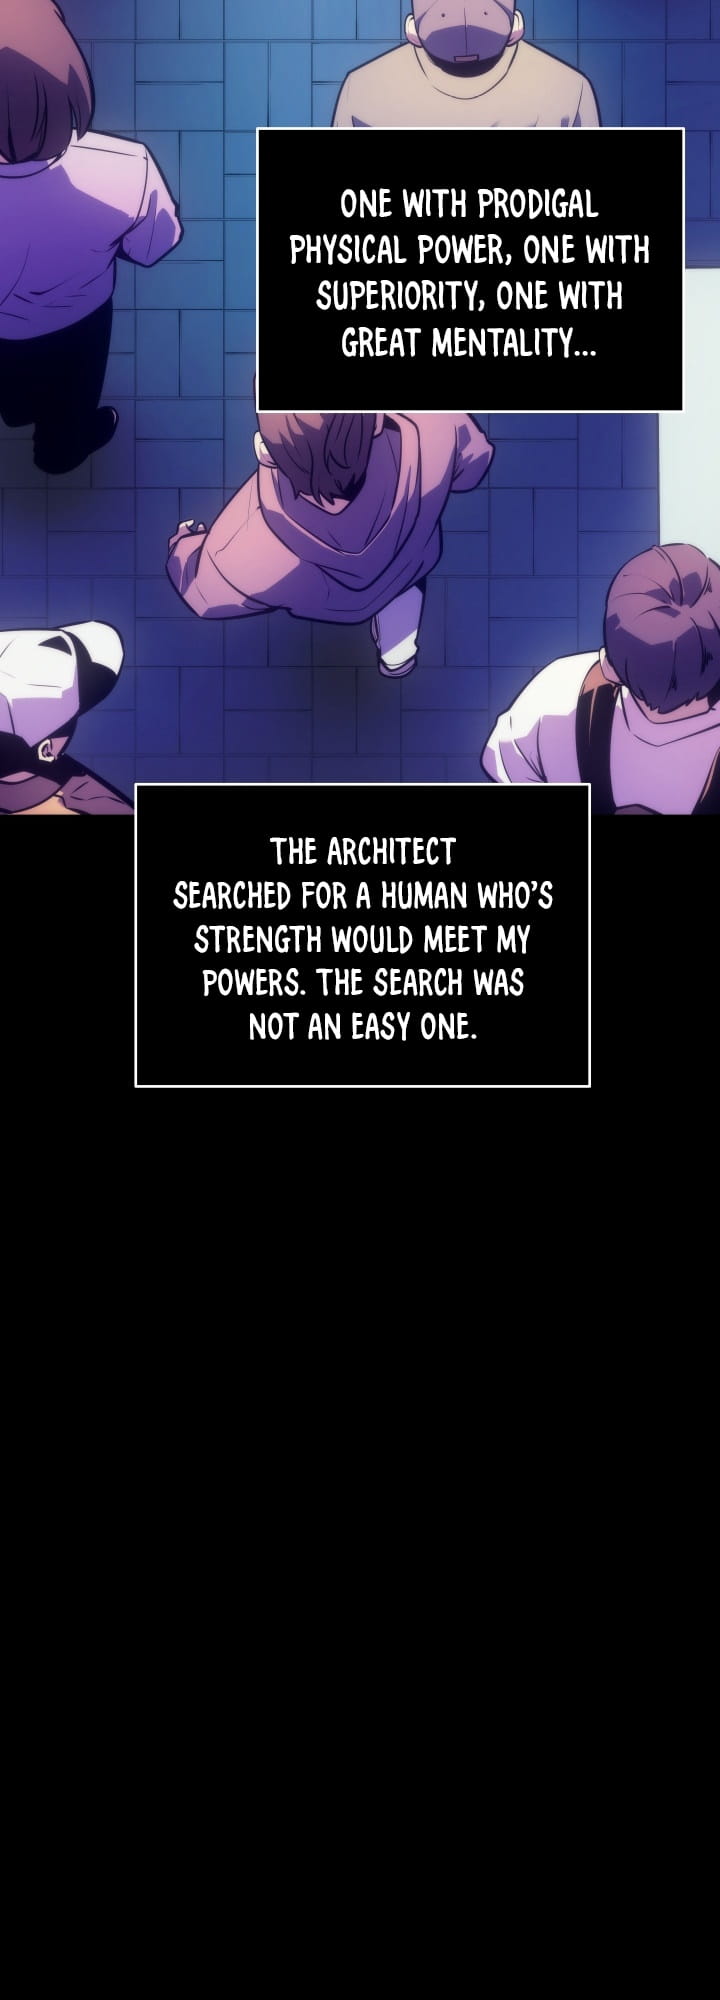 ONE WITH PRODIGAL
PHYSICAL POWER, ONE WITH
SUPERIORITY, ONE WITH
GREAT MENTALITY...
THE ARCHITECT
SEARCHED FOR A HUMAN WHO'S
STRENGTH WOULD MEET MY
POWERS. THE SEARCH WAS
NOT AN EASY ONE.